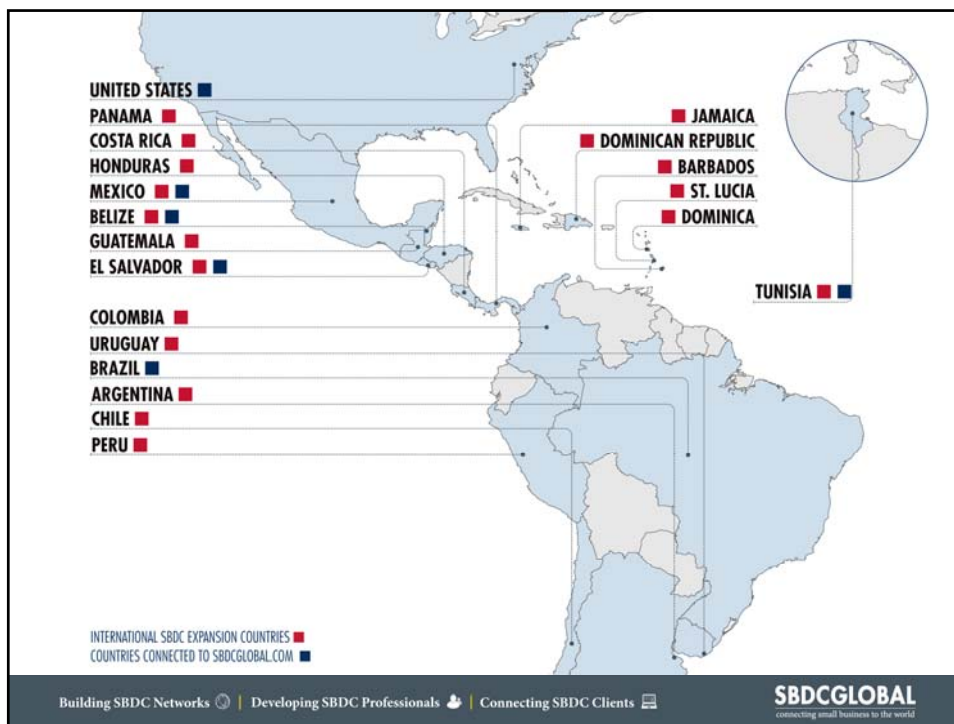 UNITED STATES
PANAMA
COSTA RICA
HONDURAS
MEXICO
BELIZE
GUATEMALA
EL SALVADOR
COLOMBIA
URUGUAY
BRAZIL
ARGENTINA
CHILE
PERU
JAMAICA
DOMINICAN REPUBLIC
BARBADOS
ST. LUCIA
DOMINICA
TUNISIA
INTERNATIONAL SBDC EXPANSION COUNTRIES
COUNTRIES CONNECTED TO SBDCGLOBAL.COM
Building SBDC Networks | Developing SBDC Professionals | Connecting SBDC Clients
SBDCGLOBAL
connecting small business to the world